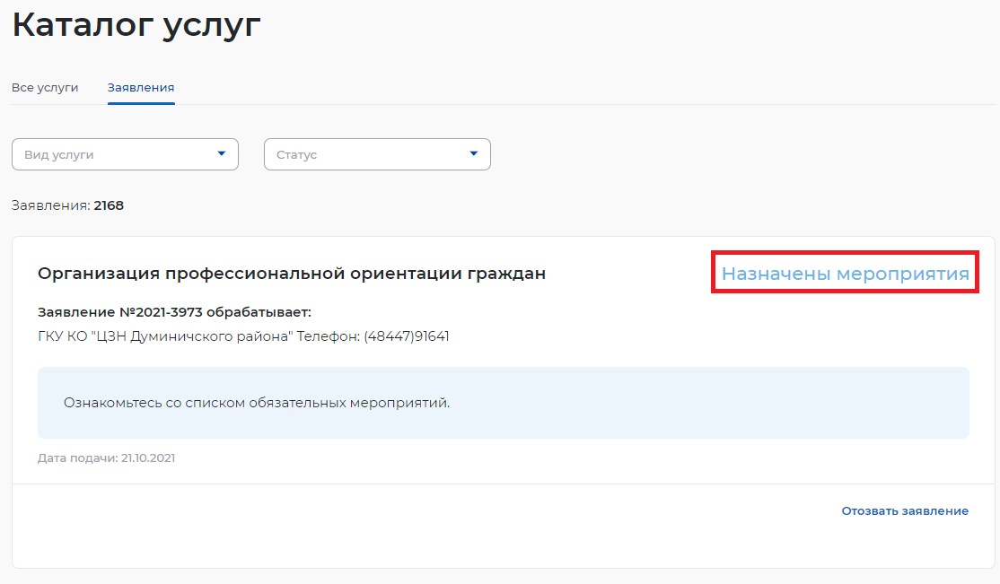 Каталог услуг
Все услуги Заявления
Вид услуги Статус
Заявления: 2168
Организация профессиональной ориентации граждан Назначены мероприятия
Заявление №2021-3973 обрабатывает:
ГКУ КО "ЦЗН Думиничского района" Телефон: (48447)91641
Ознакомьтесь со списком обязательных мероприятий.
Дата подачи: 21.10.2021
Отозвать заявление